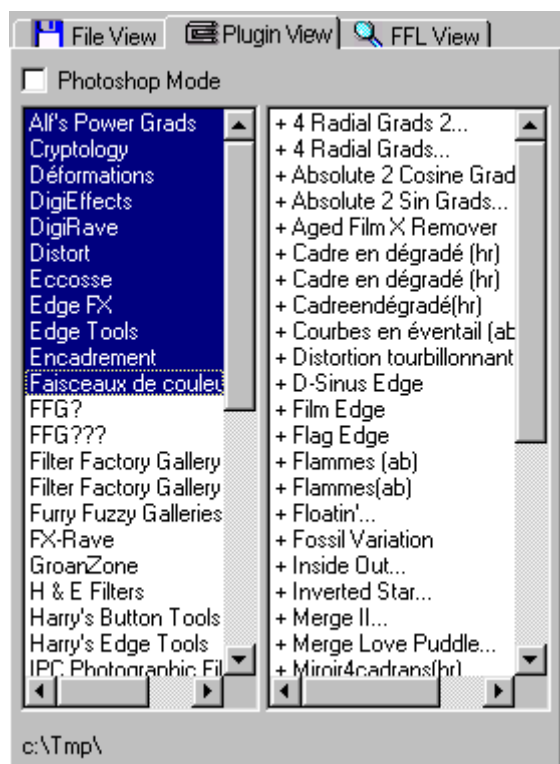 File View Plugin View FFL View
Photoshop Mode
Alf's Power Grads
Cryptology
Déformations
DigiEffects
DigiRave
Distort
Eccosse
Edge FX
Edge Tools
Encadrement
Faisceaux de couleu
FFG?
FFG???
Filter Factory Gallery
Filter Factory Gallery
Furry Fuzzy Galleries
FX-Rave
GroanZone
H & E Filters
Harry's Button Tools
Harry's Edge Tools
IPC Photographic Fil
+ 4 Radial Grads 2...
+ 4 Radial Grads...
+ Absolute 2 Cosine Grad
+ Absolute 2 Sin Grads...
+ Aged Film X Remover
+ Cadre en dégradé (hr)
+ Cadre en dégradé (hr)
+ Cadreendégradé(hr)
+ Courbes en éventail (ab
+ Distortion tourbillonnant
+ D-Sinus Edge
+ Film Edge
+ Flag Edge
+ Flammes (ab)
+ Flammes(ab)
+ Floatin'...
+ Fossil Variation
+ Inside Out...
+ Inverted Star...
+ Merge II...
+ Merge Love Puddle...
+ Miroir4cadrans(hr)
c:\Tmp\